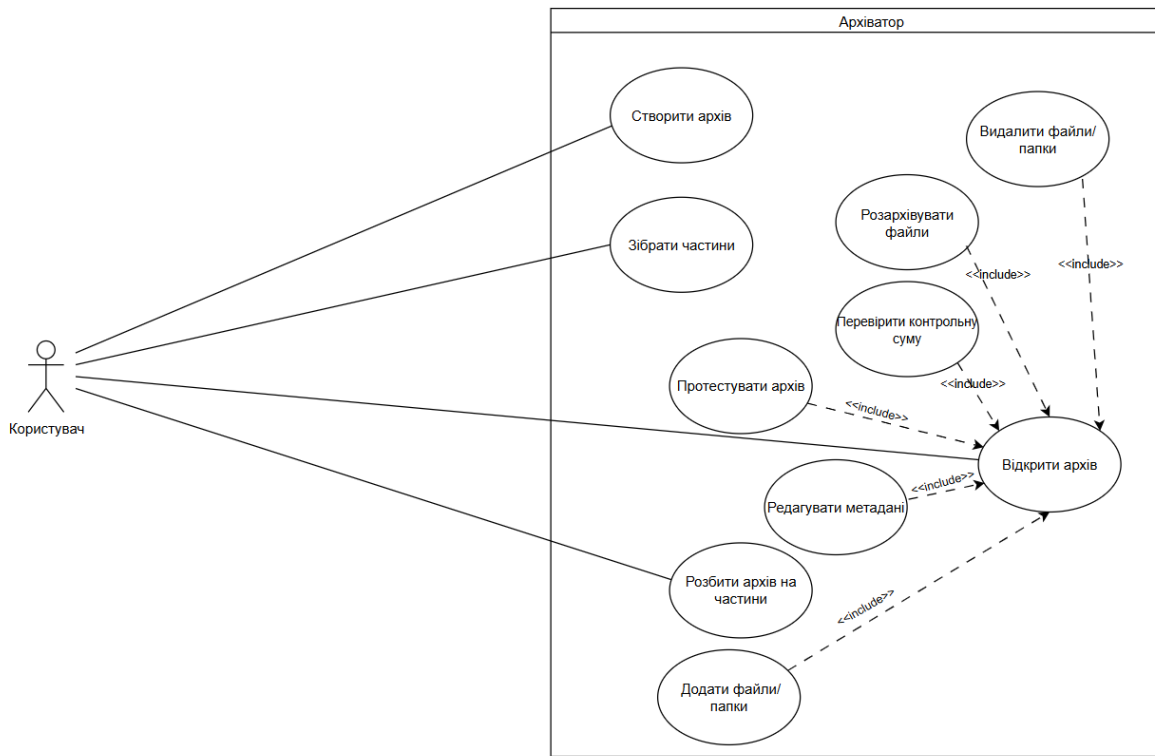 Архіватор
Створити архів
Видалити файли/
папки
Розархівувати
файли
Зібрати частини
<<include>>
<<include>>
Перевірити контрольну
суму
Протестувати архів
<<include>>
<<include>>
Користувач
Відкрити архів
<<include>>
Редагувати метадані
Розбити архів на
частини
<<include>>
Додати файли/
папки